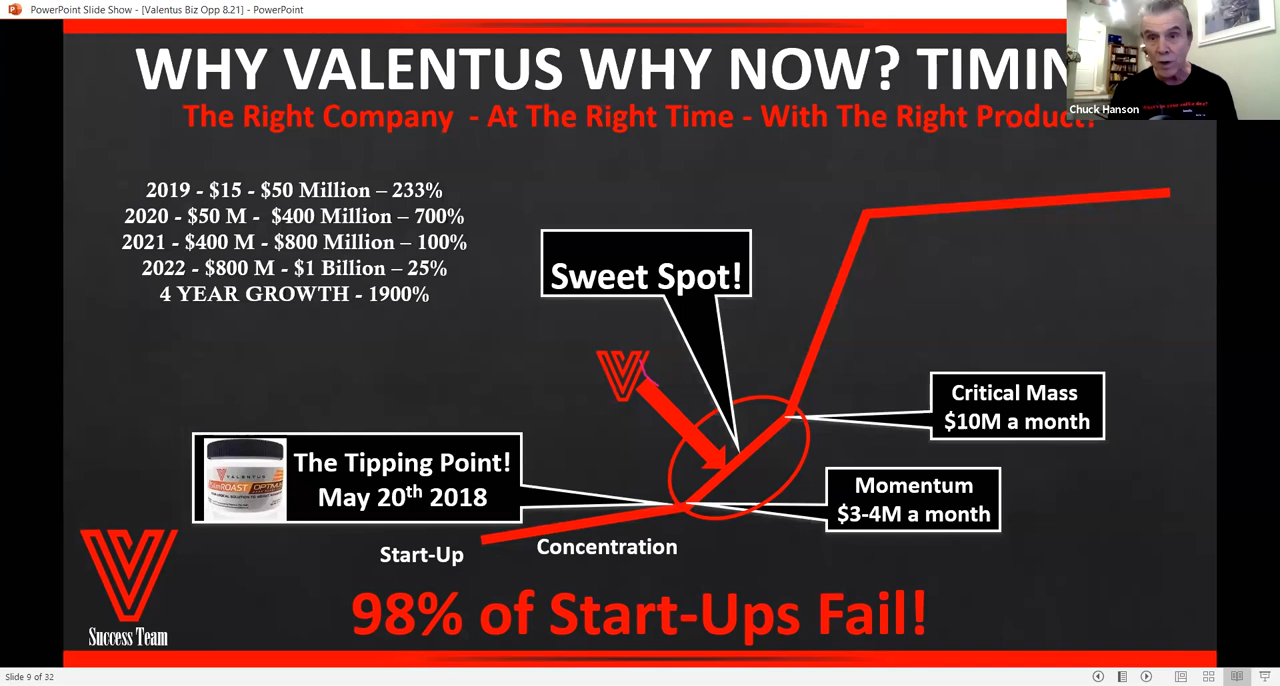 PowerPoint Slide Show - [Valentus Biz Opp 8.21] - PowerPoint
WHY VALENTUS WHY NOW? TIMIN
The Right Company - At The Right Time - With The Right Product!
Chuck Hanson
2019 - $15 - $50 Million – 233%
2020 - $50 M - $400 Million – 700%
2021 - $400 M - $800 Million – 100%
2022 - $800 M - $1 Billion – 25%
4 YEAR GROWTH - 1900%
Sweet Spot!
Critical Mass
$10M a month
VALENTUS
SlimROAST OPTIMUM
The Tipping Point!
May 20th 2018
Momentum
$3-4M a month
Start-Up
Concentration
98% of Start-Ups Fail!
Success Team
Slide 9 of 32